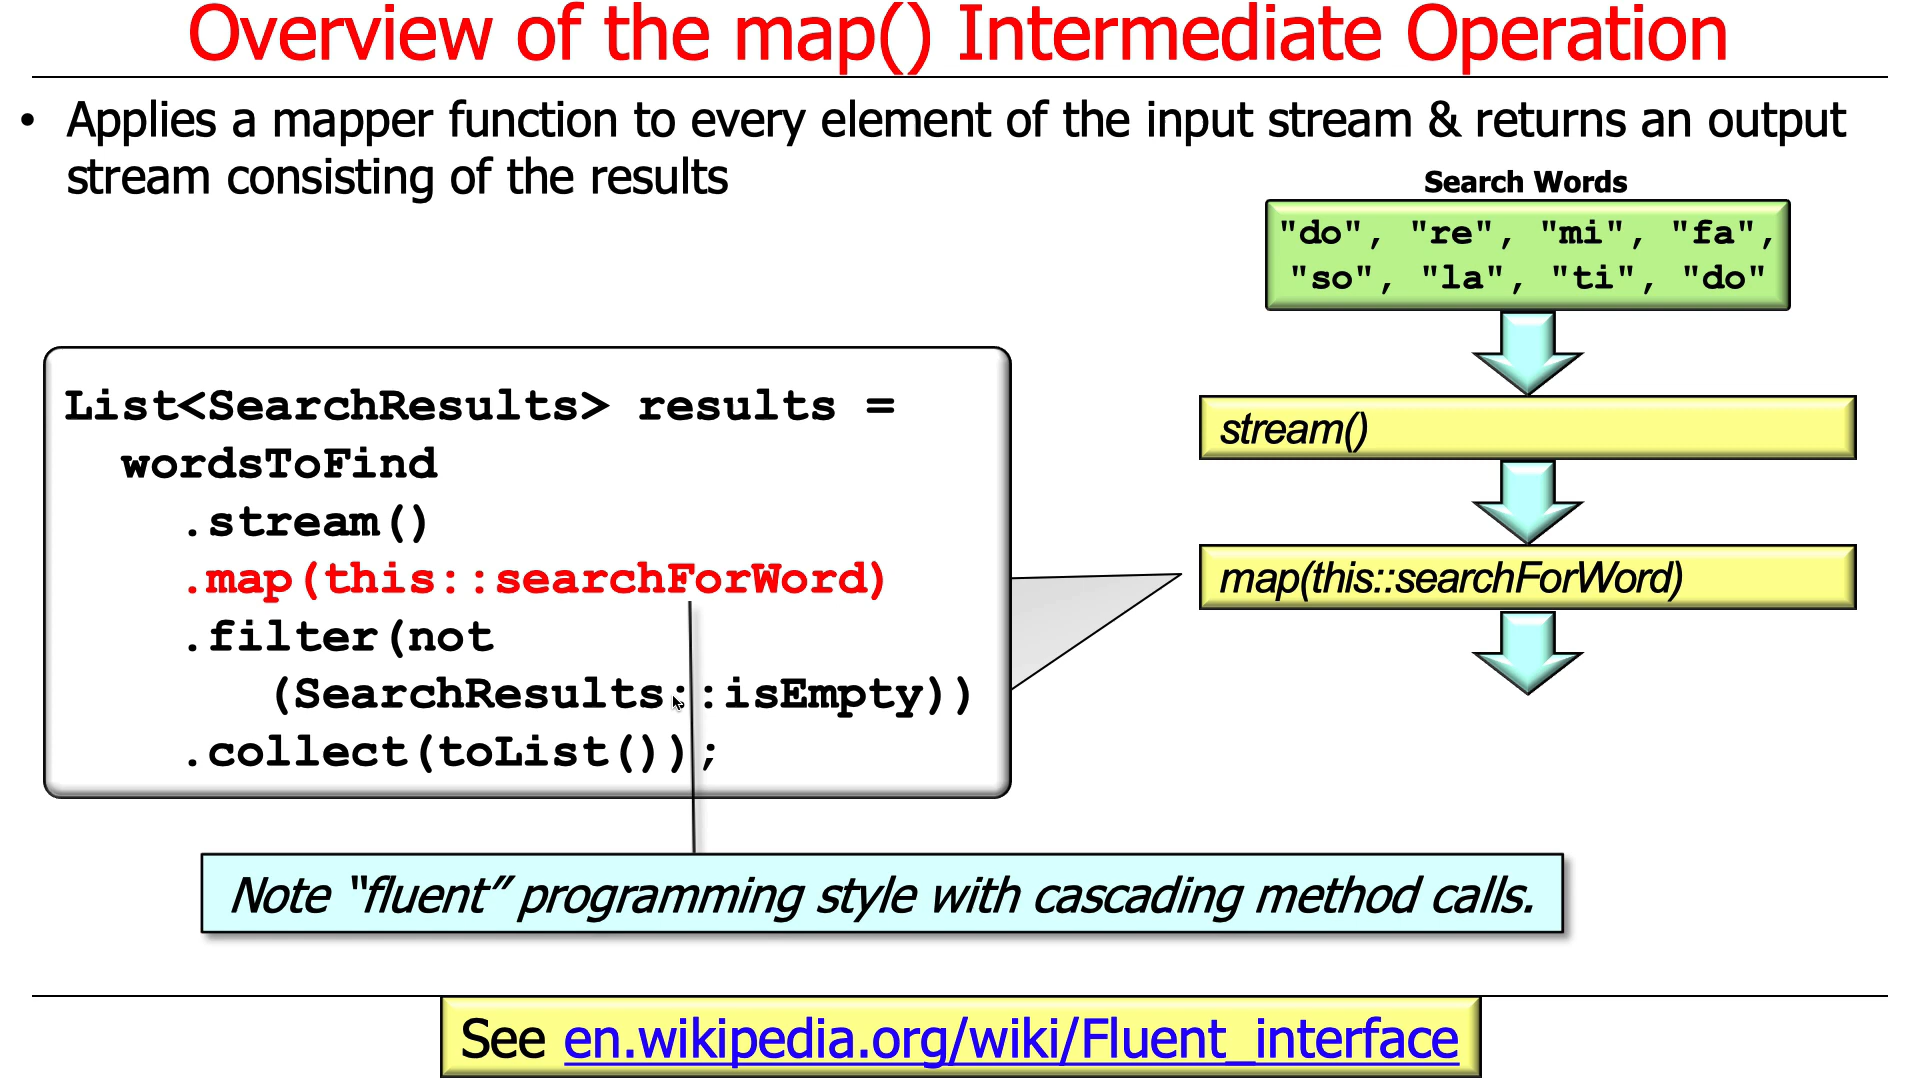 Overview of the map() Intermediate Operation
• Applies a mapper function to every element of the input stream & returns an output
stream consisting of the results
Search Words
"do", "re", "mi", "fa",
"so", "la", "ti", "do"
stream()
map(this::searchForWord)
List<SearchResults> results =
wordsToFind
.stream()
.map(this::searchForWord)
.filter(not
(SearchResults::isEmpty))
.collect(toList());
Note “fluent” programming style with cascading method calls.
See en.wikipedia.org/wiki/Fluent_interface